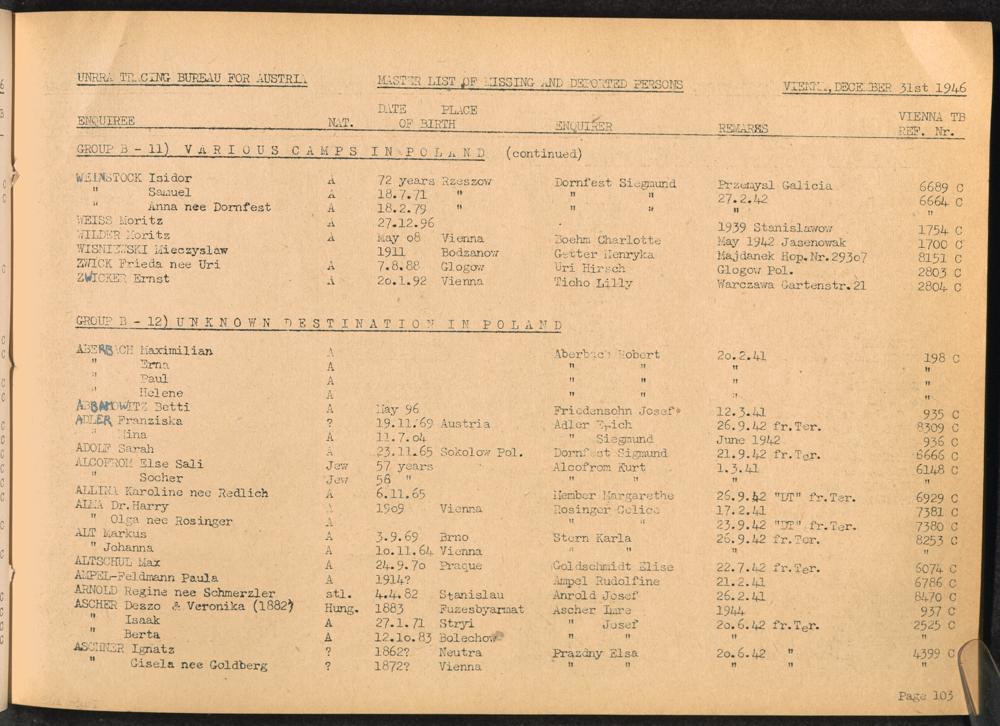 UNRRA TRACING BUREAU FOR AUSTRIA MASTER LIST OF MISSING AND DEPORTED PERSONS VIENNA, DECEMBER 31st 1946
ENQUIREE NAT. DATE PLACE OF BIRTH ENQUIRER REMARKS VIENNA TB REF. Nr.
GROUP B - 11) VARIOUS CAMPS IN POLAND (continued)
WEINSTOCK Isidor A 72 years Rzeszow Dornfest Siegmund Przemysl Galicia 6689 C
" Samuel A 18.7.71 " " " 27.2.42 6664 C
" Anna nee Dornfest A 18.2.79 " " " " "
WEISS Moritz A 27.12.96 1939 Stanislawow 1754 C
WILDER Moritz A May 08 Vienna Boehm Charlotte May 1942 Jasenowak 1700 C
WISNIEWSKI Mieczyslaw 1911 Bodzanow Getter Henryka Majdanek Hop.Nr.29307 8151 C
ZWICK Frieda nee Uri A 7.8.88 Glogow Uri Hirsch Glogow Pol. 2803 C
ZWICKER Ernst A 20.1.92 Vienna Ticho Lilly Warczawa Gartenstr.21 2804 C
GROUP B - 12) UNKNOWN DESTINATION IN POLAND
ABERBACH Maximilian A Aberbach Robert 20.2.41 198 C
" Erna A " " " "
" Paul A " " " "
" Helene A " " " "
ABRAMOWITZ Betti A May 96 Friedensohn Josef 12.3.41 935 C
ADLER Franziska ? 19.11.69 Austria Adler Erich 26.9.42 fr.Ter. 8309 C
" Mina A 11.7.04 " Siegmund June 1942 936 C
ADOLF Sarah A 23.11.65 Sokolow Pol. Dornfest Sigmund 21.9.42 fr.Ter. 6666 C
ALCOFROM Else Sali Jew 57 years Alcofrom Kurt 1.3.41 6148 C
" Socher Jew 58 " " " " "
ALLINA Karoline nee Redlich A 6.11.65 Member Margarethe 26.9.42 "DT" fr.Ter. 6929 C
ALMA Dr.Harry A 1909 Vienna Rosinger Celice 17.2.41 7381 C
" Olga nee Rosinger A " " 23.9.42 "DT" fr.Ter. 7380 C
ALT Markus A 3.9.69 Brno Stern Karla 26.9.42 fr.Ter. 8253 C
" Johanna A 10.11.64 Vienna " " " "
ALTSCHUL Max A 24.9.70 Prague Goldschmidt Elise 22.7.42 fr.Ter. 6074 C
AMPEL-Feldmann Paula A 1914? Ampel Rudolfine 21.2.41 6786 C
ARNOLD Regine nee Schmerzler stl. 4.4.82 Stanislau Anrold Josef 26.2.41 8470 C
ASCHER Deszo & Veronika (1882?) Hung. 1883 Fuzesbyarmat Ascher Imre 1944 937 C
" Isaak A 27.1.71 Stryi " Josef 20.6.42 fr.Ter. 2525 C
" Berta A 12.10.83 Bolechow " " " "
ASCHNER Ignatz ? 1862? Neutra Prazdny Elsa 20.6.42 " 4399 C
" Gisela nee Goldberg ? 1872? Vienna " " " " "
Page 103